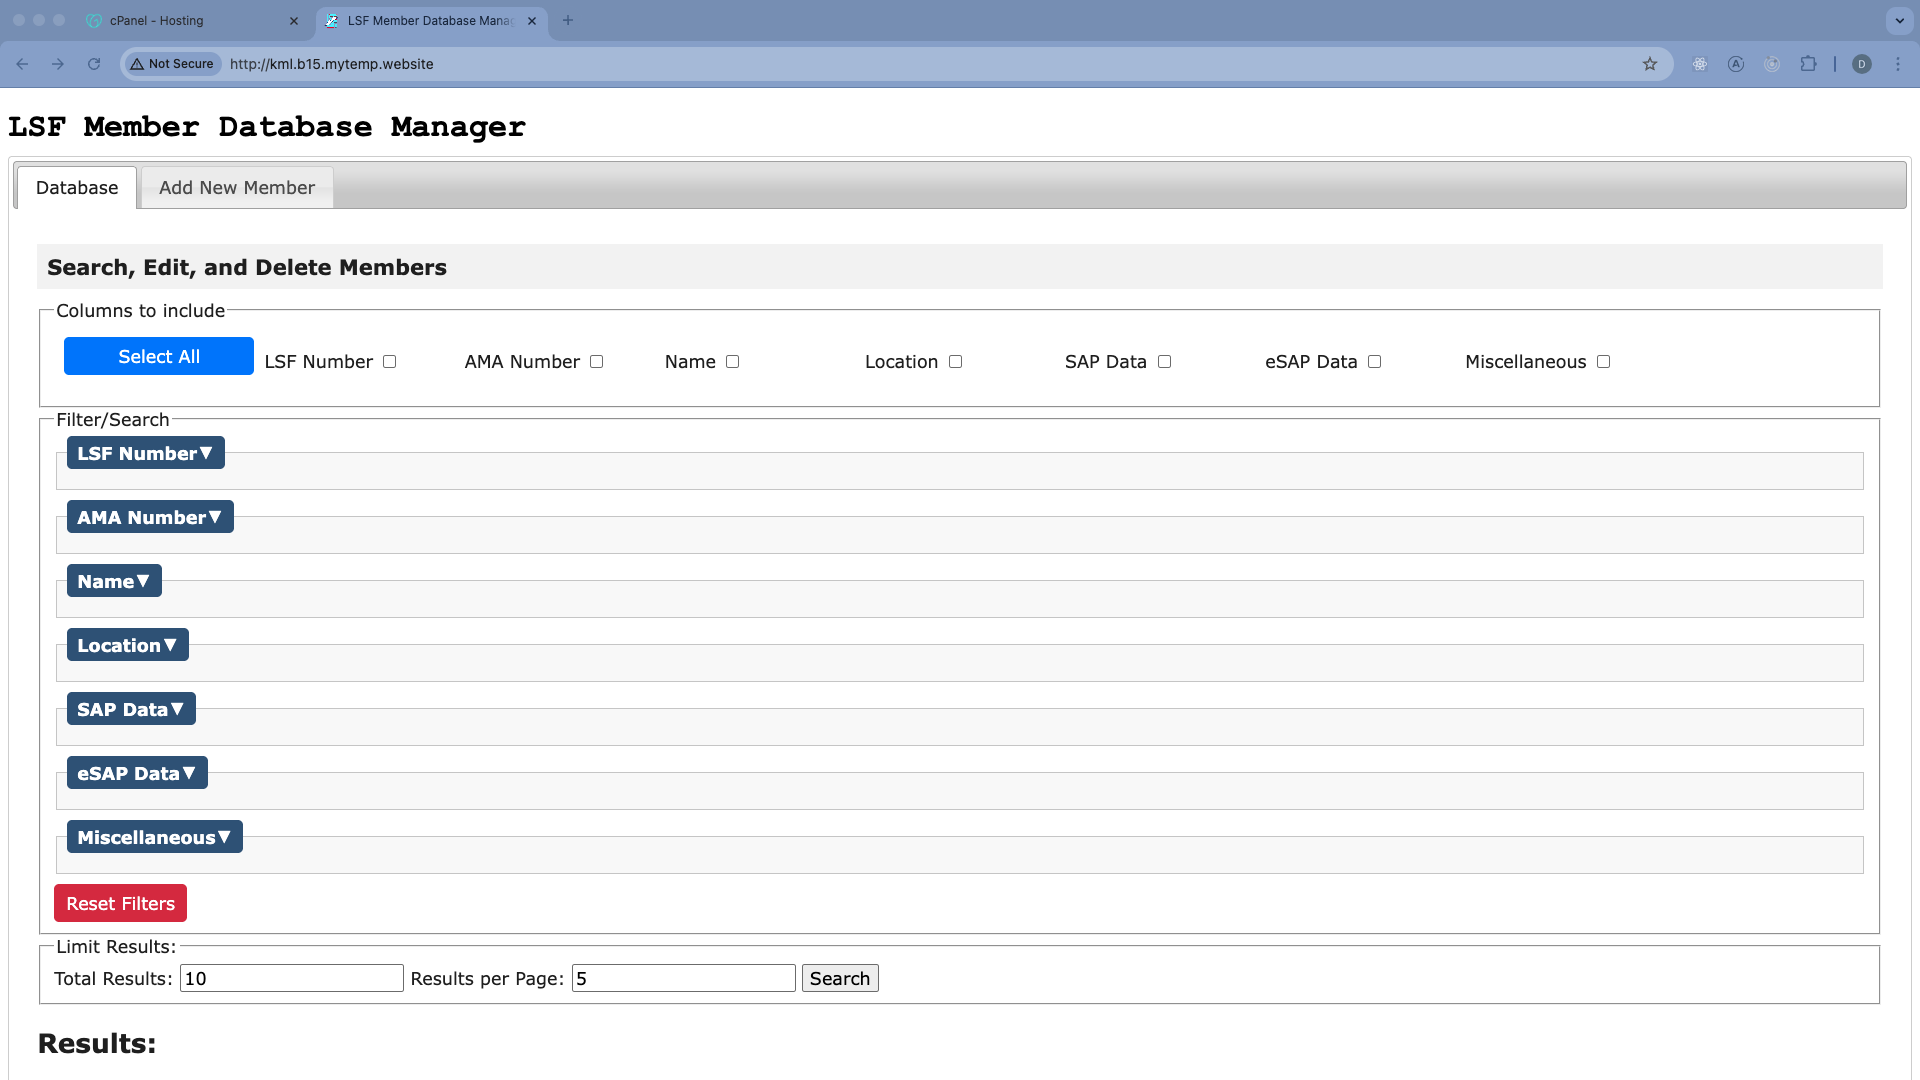 cPanel - Hosting
LSF Member Database Manag
Not Secure
http://kml.b15.mytemp.website
D
LSF Member Database Manager
Database
Add New Member
Search, Edit, and Delete Members
Columns to include
Select All
LSF Number
AMA Number
Name
Location
SAP Data
eSAP Data
Miscellaneous
Filter/Search
LSF Number▼
AMA Number▼
Name▼
Location▼
SAP Data▼
eSAP Data▼
Miscellaneous▼
Reset Filters
Limit Results:
Total Results: 10 Results per Page: 5 Search
Results: